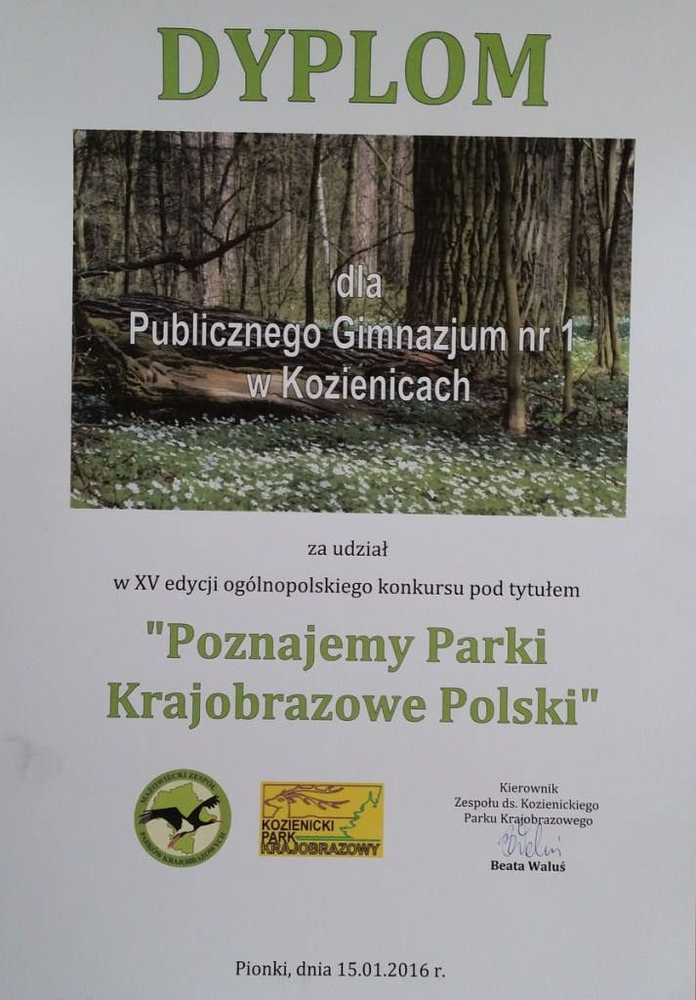 DYPLOM
dla
Publicznego Gimnazjum nr 1
w Kozienicach
za udział
w XV edycji ogólnopolskiego konkursu pod tytułem
"Poznajemy Parki
Krajobrazowe Polski"
MAZOWIECKI ZESPÓŁ
PARKÓW KRAJOBRAZOWYCH
KOZIENICKI
PARK
KRAJOBRAZOWY
Kierownik
Zespołu ds. Kozienickiego
Parku Krajobrazowego
Beata Waluś
Pionki, dnia 15.01.2016 r.